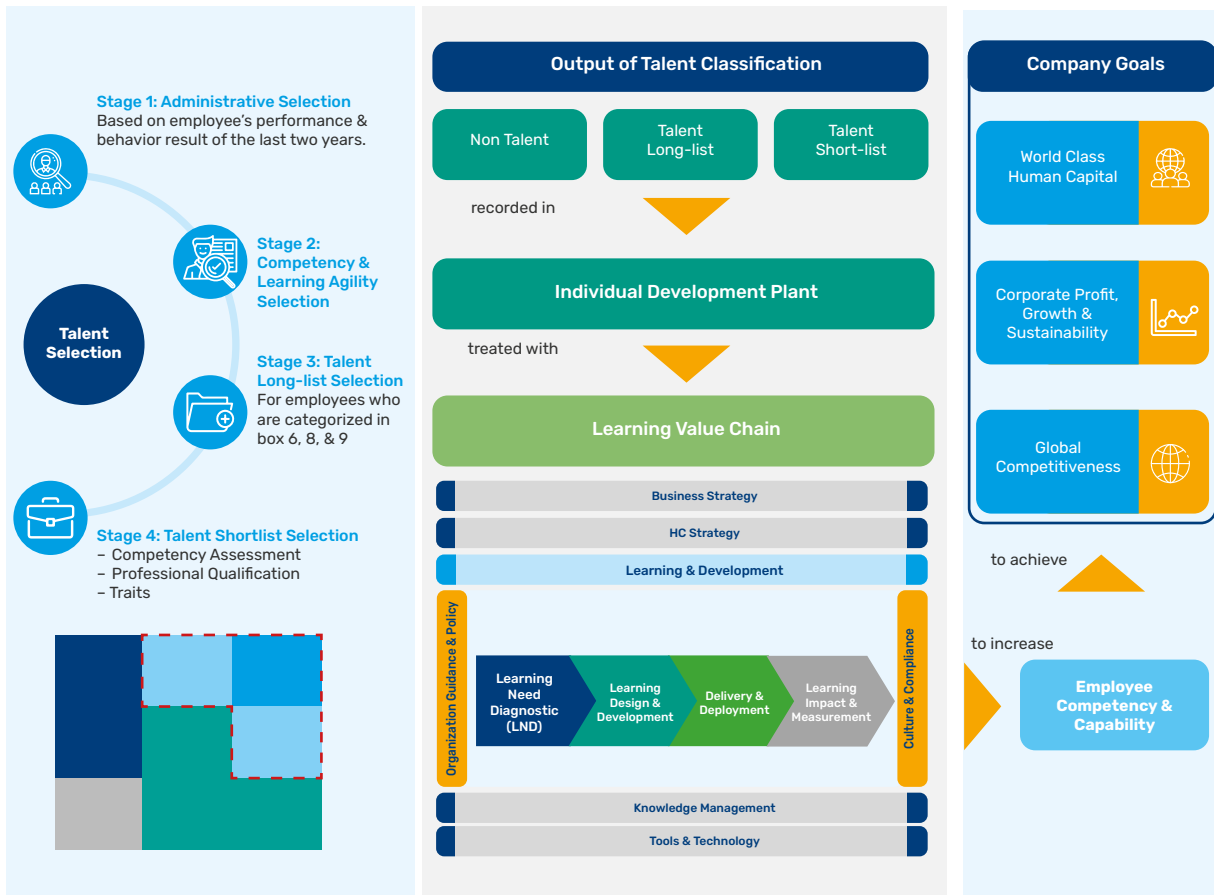 Stage 1: Administrative Selection
Based on employee's performance &
behavior result of the last two years.
Stage 2:
Competency &
Learning Agility
Selection
Talent
Selection
Stage 3: Talent
Long-list Selection
For employees who
are categorized in
box 6, 8, & 9
Stage 4: Talent Shortlist Selection
– Competency Assessment
– Professional Qualification
– Traits
Output of Talent Classification
Non Talent
Talent
Long-list
Talent
Short-list
recorded in
Individual Development Plant
treated with
Learning Value Chain
Business Strategy
HC Strategy
Learning & Development
Organization Guidance & Policy
Learning
Need
Diagnostic
(LND)
Learning
Design &
Development
Delivery &
Deployment
Learning
Impact &
Measurement
Culture & Compliance
Knowledge Management
Tools & Technology
Company Goals
World Class
Human Capital
Corporate Profit,
Growth &
Sustainability
Global
Competitiveness
to achieve
to increase
Employee
Competency &
Capability